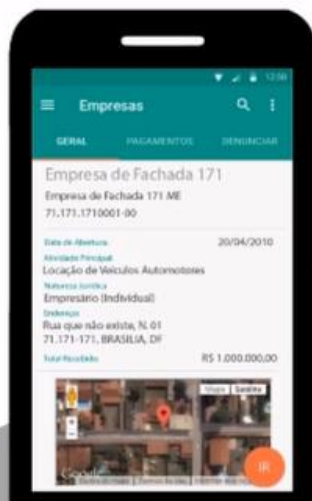 12:00
Empresas
GERAL PAGAMENTOS DENUNCIAR
Empresa de Fachada 171
Empresa de Fachada 171 ME
71.171.1710001-00
Data de Abertura 20/04/2010
Atividade Principal
Locação de Veículos Automotores
Natureza Jurídica
Empresário (Individual)
Endereço
Rua que não existe, N. 01
71.171-171, BRASILIA, DF
Total Recebido R$ 1.000.000,00
Mapa Satélite
Google
IR